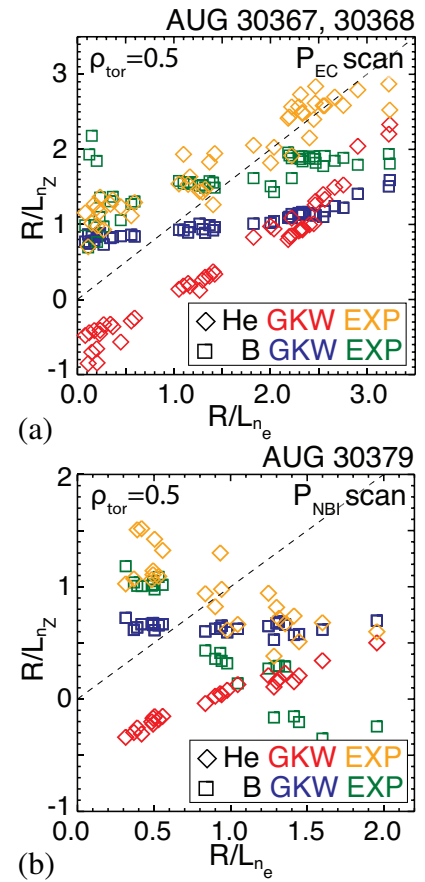 AUG 30367, 30368
ρtor=0.5 PEC scan
R/LnZ
3
2
1
0
-1
He GKW EXP
B GKW EXP
0.0 1.0 2.0 3.0
R/Lne
(a)
AUG 30379
ρtor=0.5 PNBI scan
R/LnZ
2
1
0
-1
He GKW EXP
B GKW EXP
0.0 0.5 1.0 1.5 2.0
R/Lne
(b)